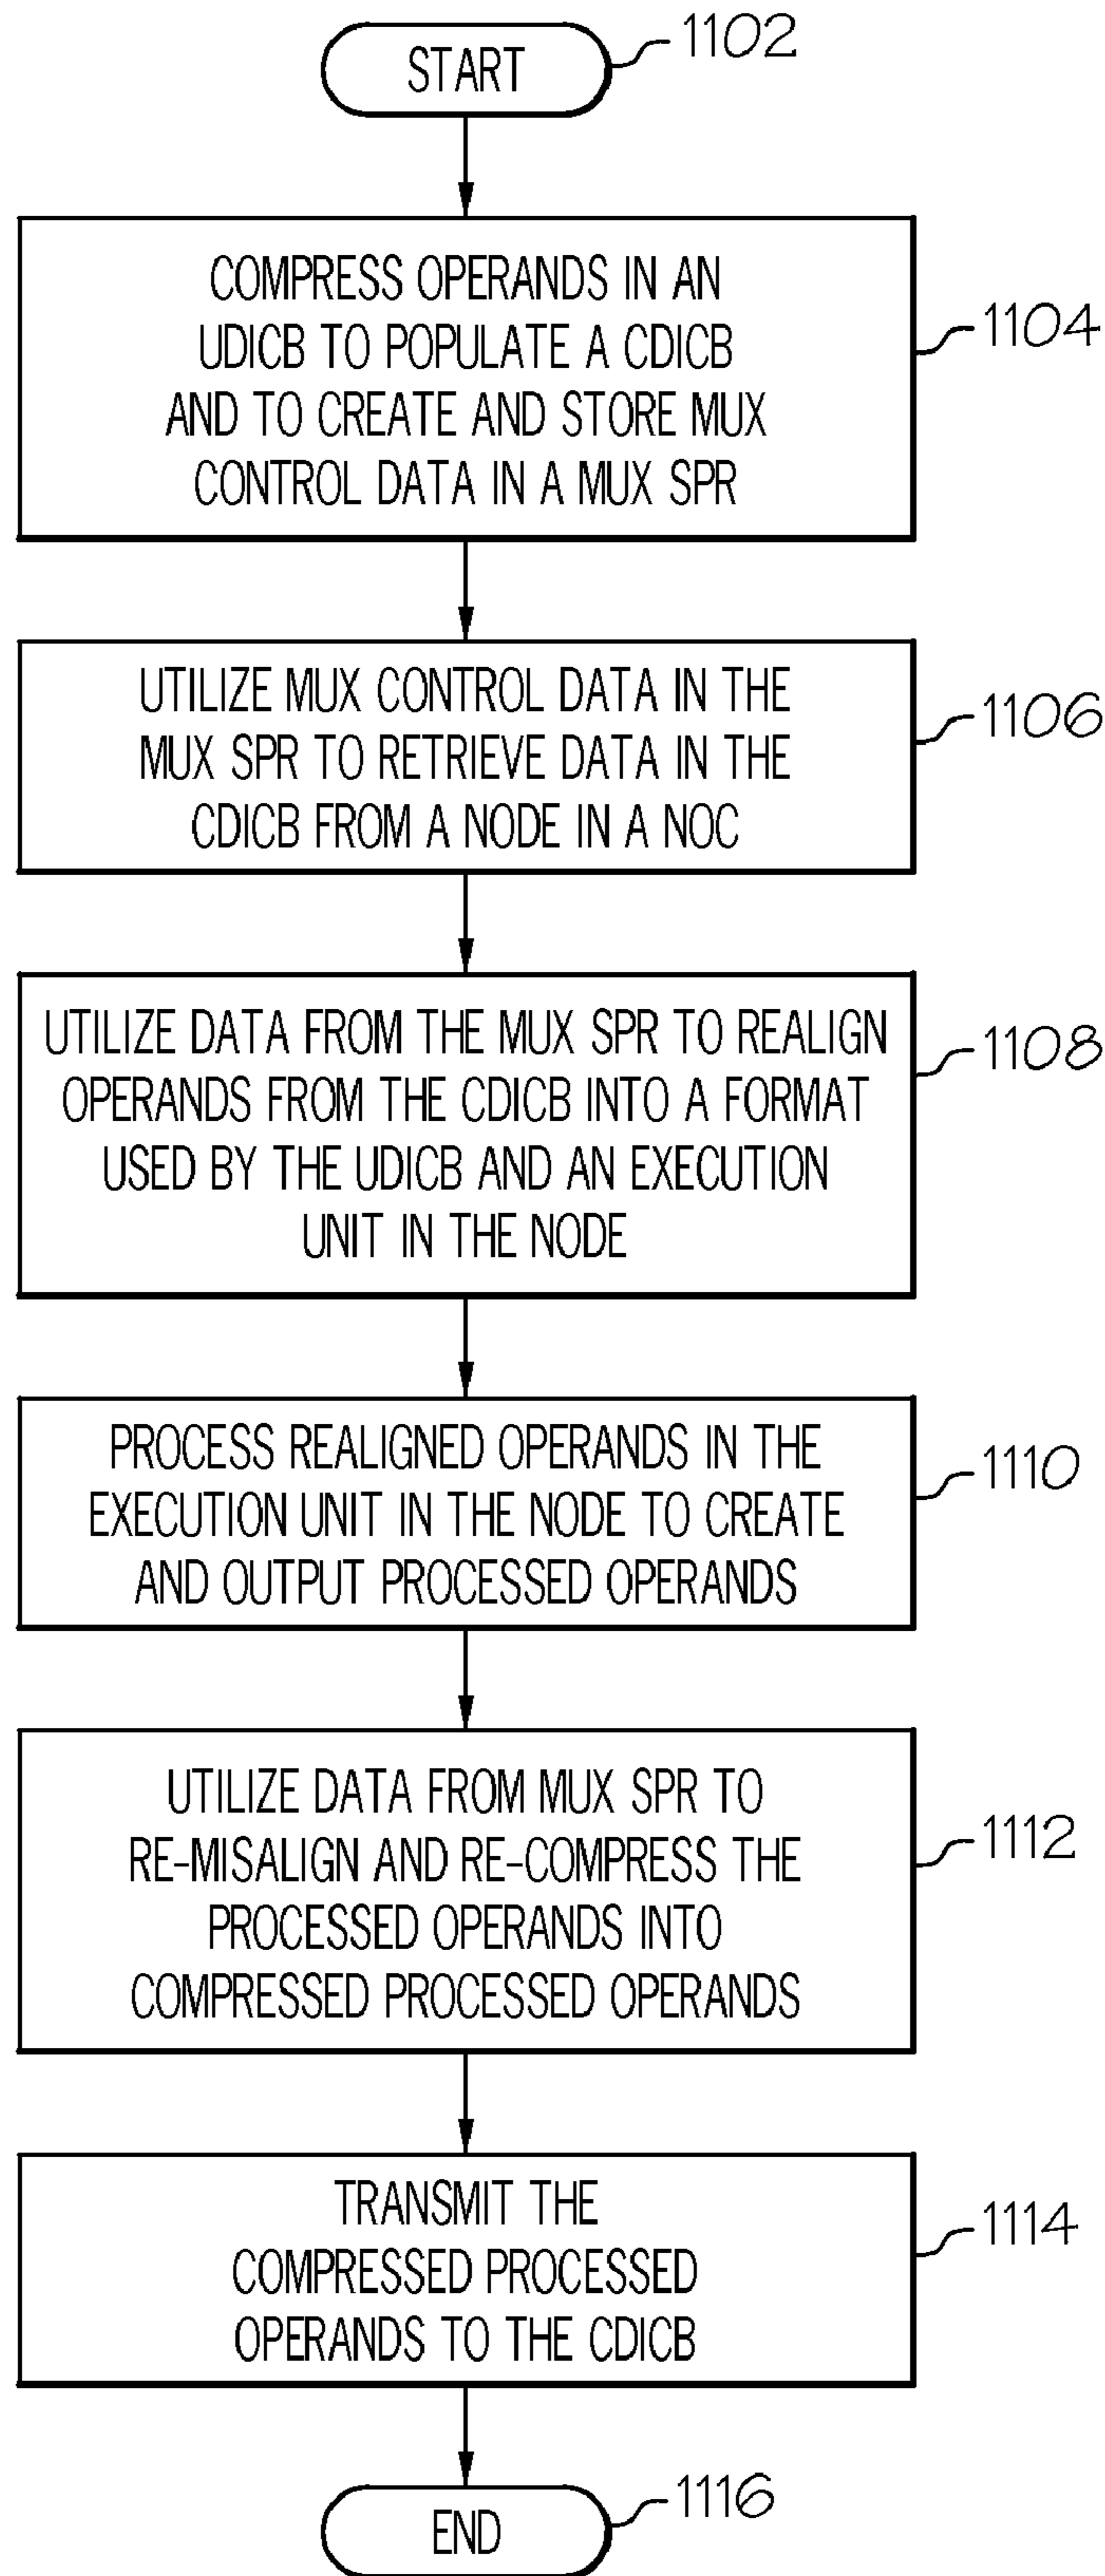 START
1102
COMPRESS OPERANDS IN AN
UDICB TO POPULATE A CDICB
AND TO CREATE AND STORE MUX
CONTROL DATA IN A MUX SPR
1104
UTILIZE MUX CONTROL DATA IN THE
MUX SPR TO RETRIEVE DATA IN THE
CDICB FROM A NODE IN A NOC
1106
UTILIZE DATA FROM THE MUX SPR TO REALIGN
OPERANDS FROM THE CDICB INTO A FORMAT
USED BY THE UDICB AND AN EXECUTION
UNIT IN THE NODE
1108
PROCESS REALIGNED OPERANDS IN THE
EXECUTION UNIT IN THE NODE TO CREATE
AND OUTPUT PROCESSED OPERANDS
1110
UTILIZE DATA FROM MUX SPR TO
RE-MISALIGN AND RE-COMPRESS THE
PROCESSED OPERANDS INTO
COMPRESSED PROCESSED OPERANDS
1112
TRANSMIT THE
COMPRESSED PROCESSED
OPERANDS TO THE CDICB
1114
END
1116